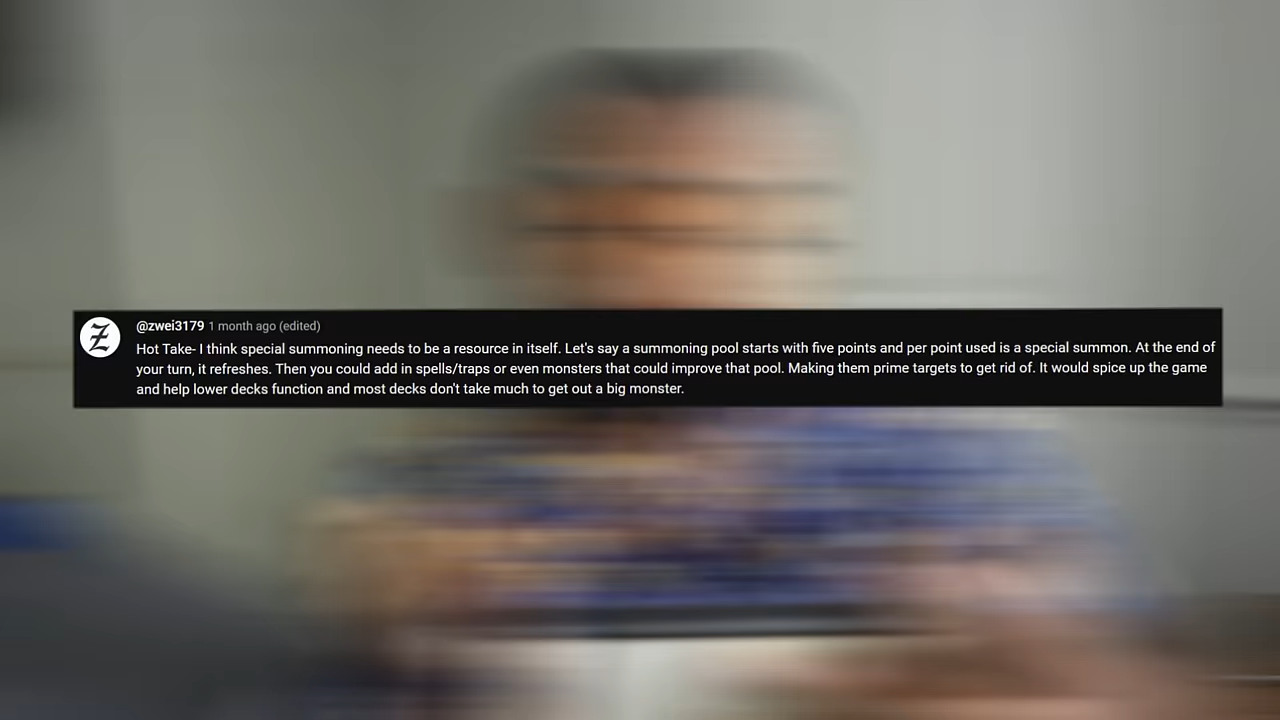 @zwei3179 1 month ago (edited)
Hot Take- I think special summoning needs to be a resource in itself. Let's say a summoning pool starts with five points and per point used is a special summon. At the end of
your turn, it refreshes. Then you could add in spells/traps or even monsters that could improve that pool. Making them prime targets to get rid of. It would spice up the game
and help lower decks function and most decks don't take much to get out a big monster.